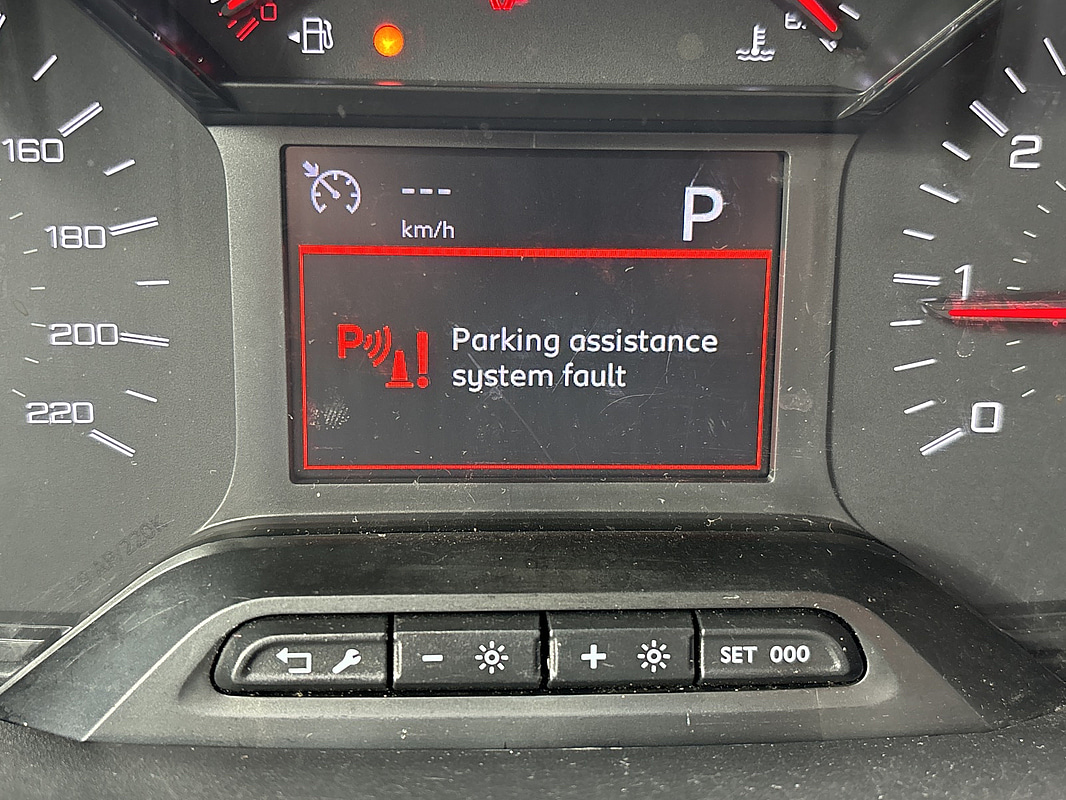 160
180
200
220
---
km/h
P
P
!
Parking assistance
system fault
2
1
0
-
+
SET 000